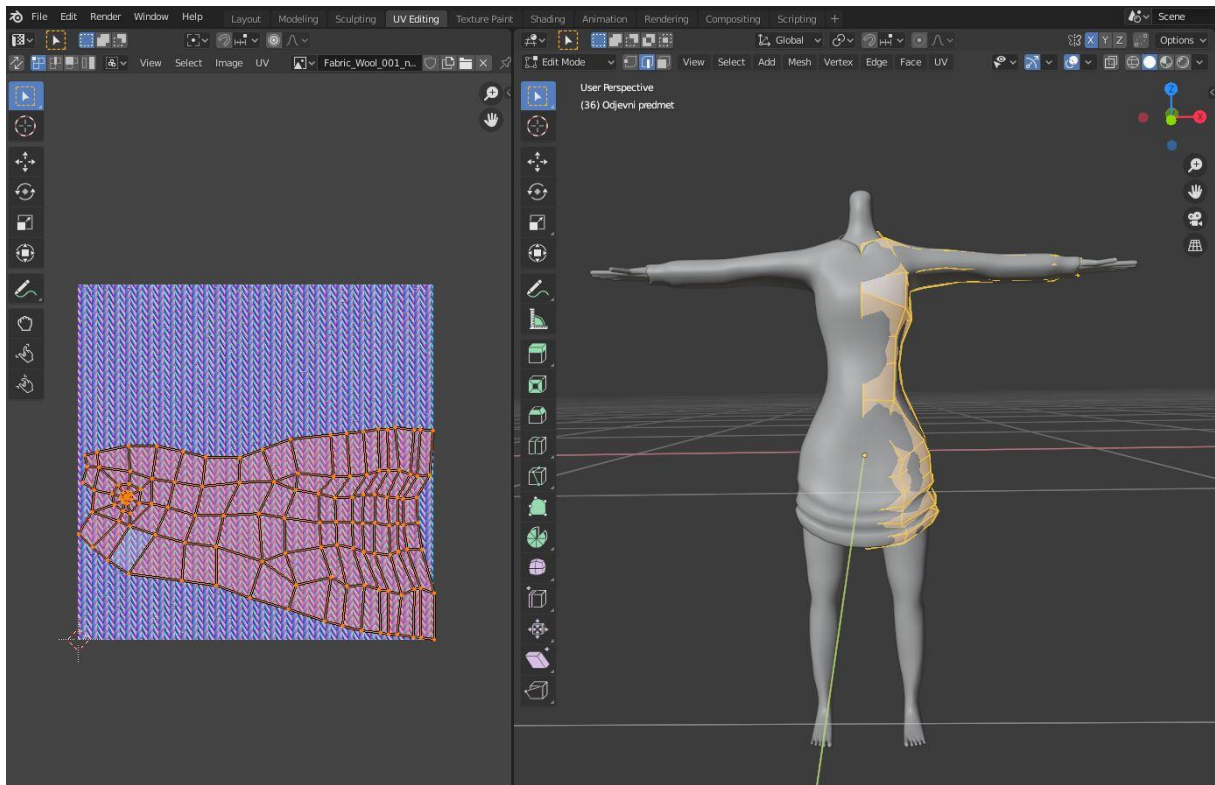 File Edit Render Window Help Layout Modeling Sculpting UV Editing Texture Paint Shading Animation Rendering Compositing Scripting + Scene
Global X Y Z Options
View Select Image UV Fabric_Wool_001_n.. Edit Mode View Select Add Mesh Vertex Edge Face UV
User Perspective
(36) Odjevni predmet
Z
X